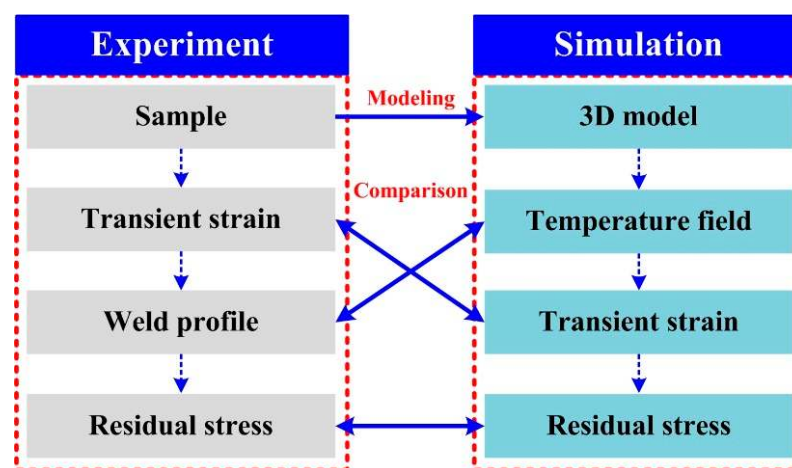 Experiment
Sample
Transient strain
Weld profile
Residual stress
Modeling
Comparison
Simulation
3D model
Temperature field
Transient strain
Residual stress